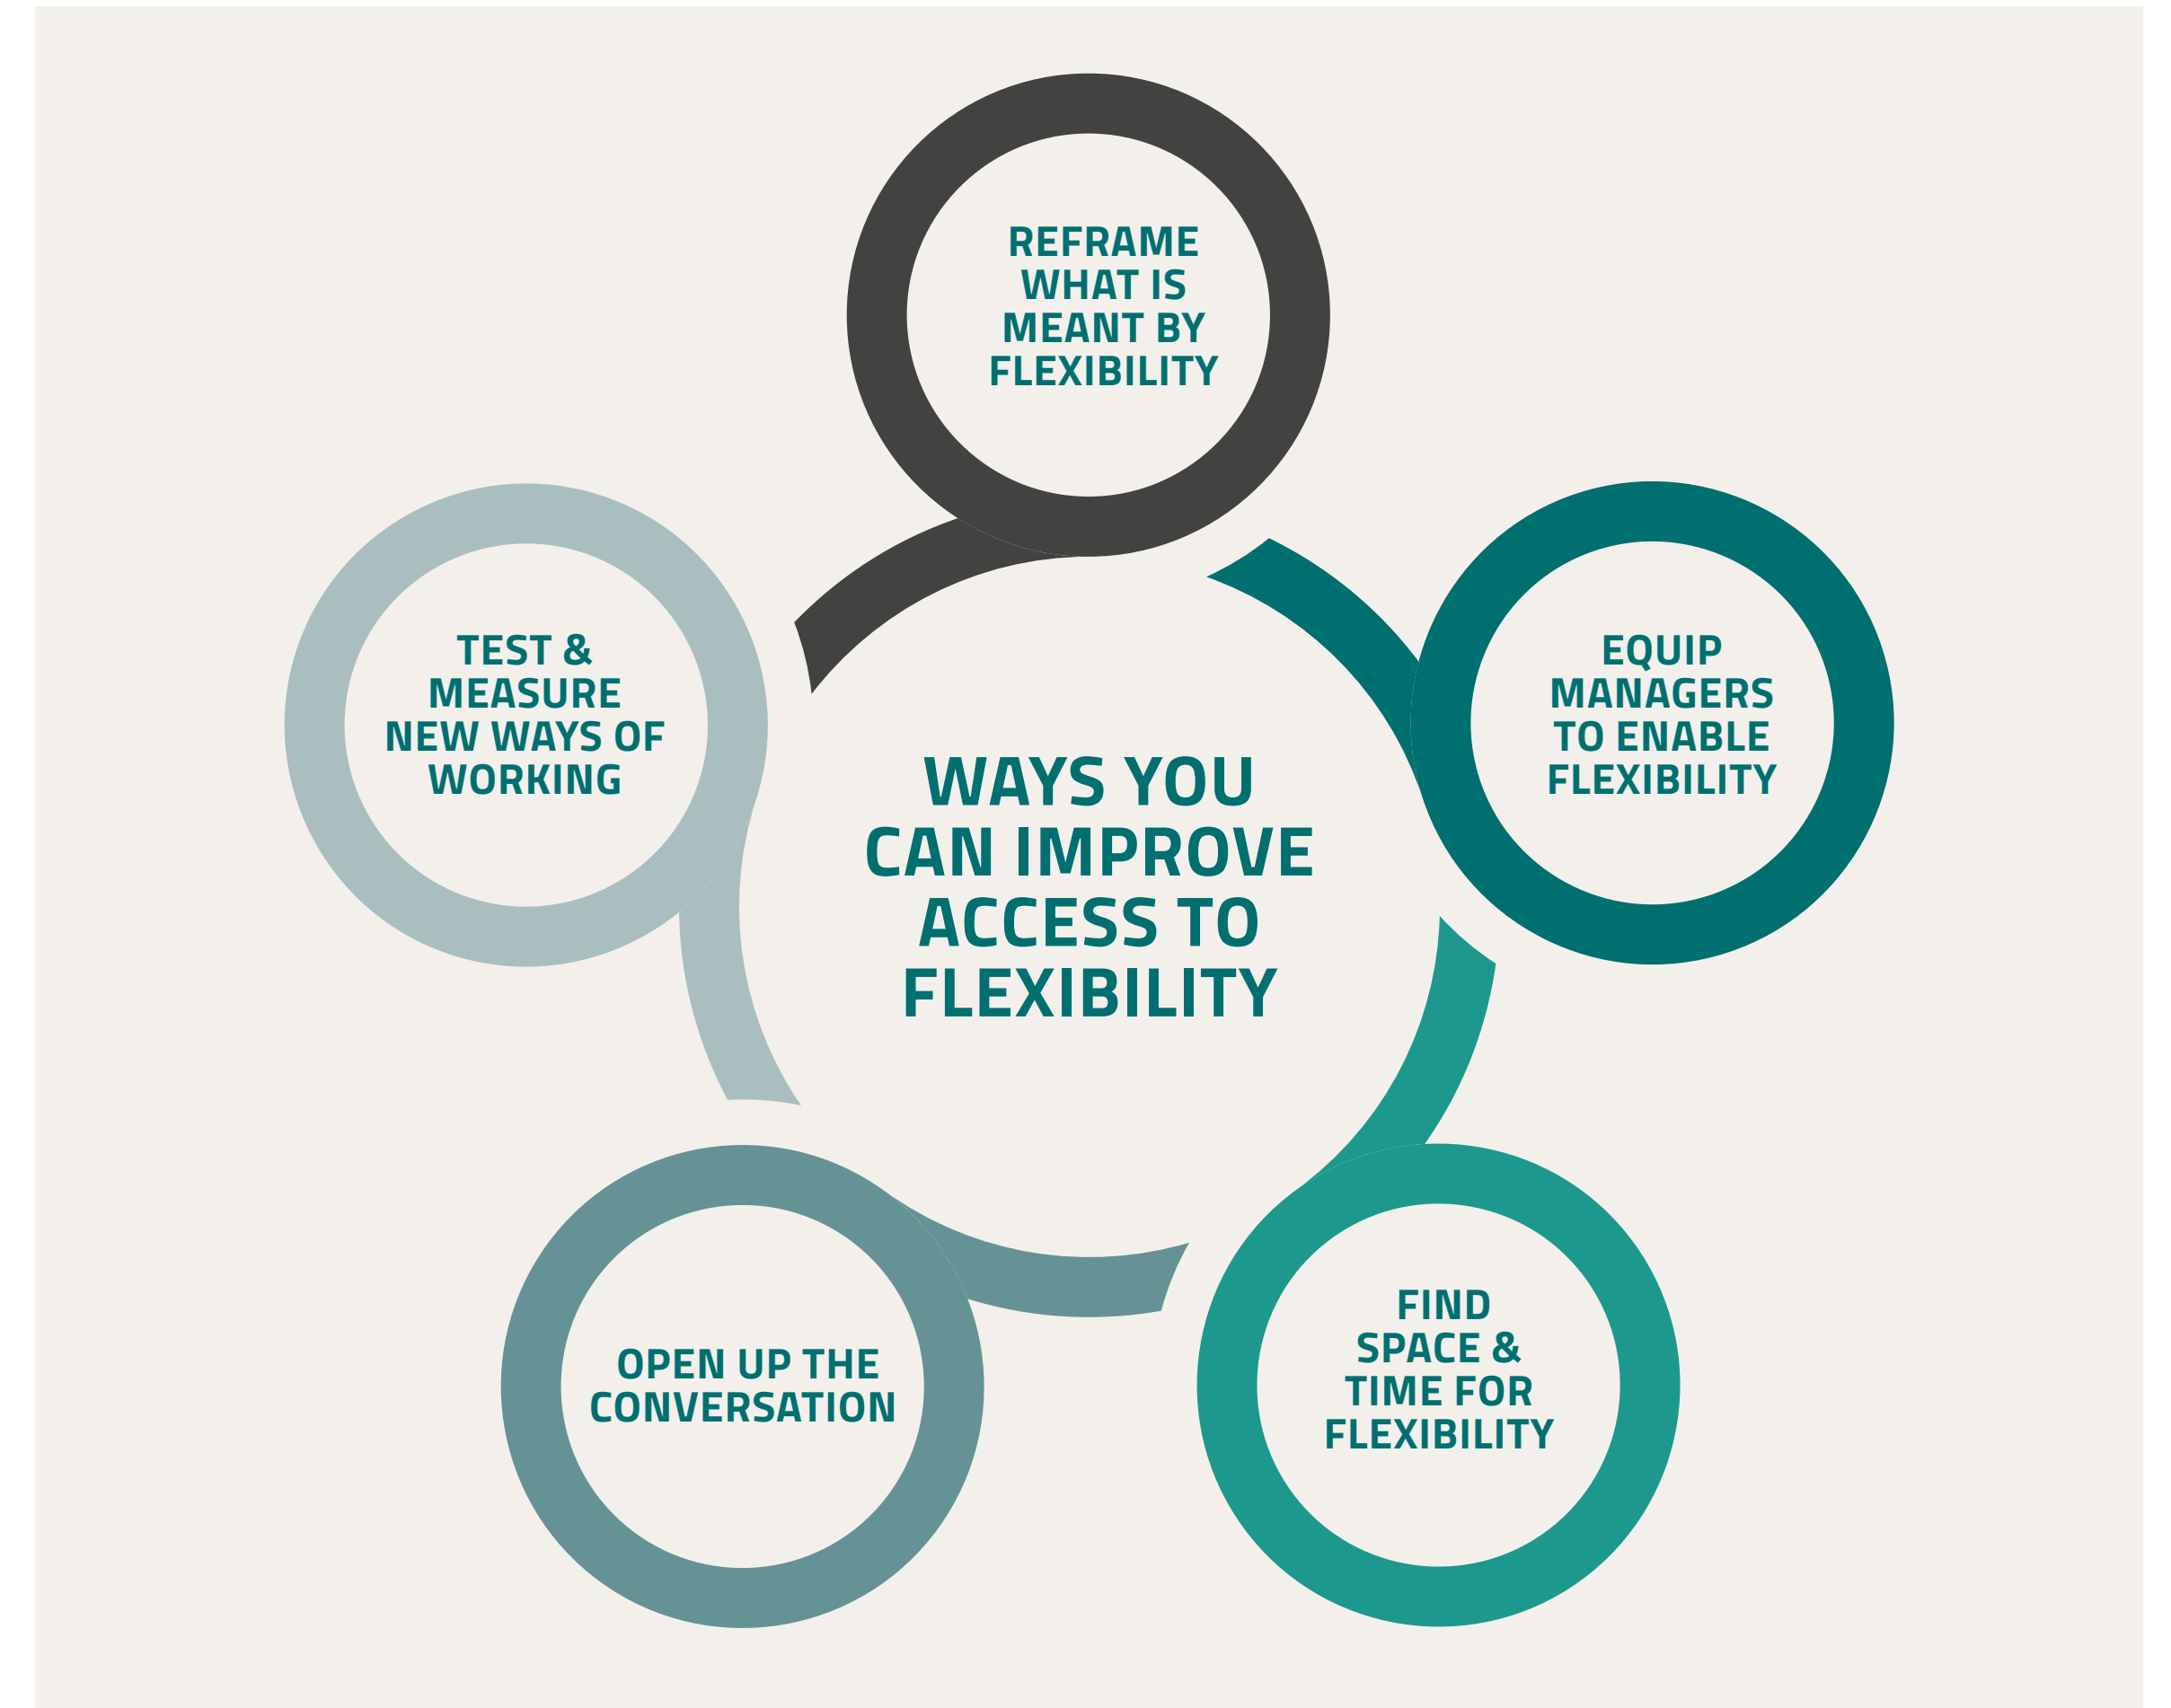 REFRAME
WHAT IS
MEANT BY
FLEXIBILITY
EQUIP
MANAGERS
TO ENABLE
FLEXIBILITY
TEST &
MEASURE
NEW WAYS OF
WORKING
WAYS YOU
CAN IMPROVE
ACCESS TO
FLEXIBILITY
FIND
SPACE &
TIME FOR
FLEXIBILITY
OPEN UP THE
CONVERSATION